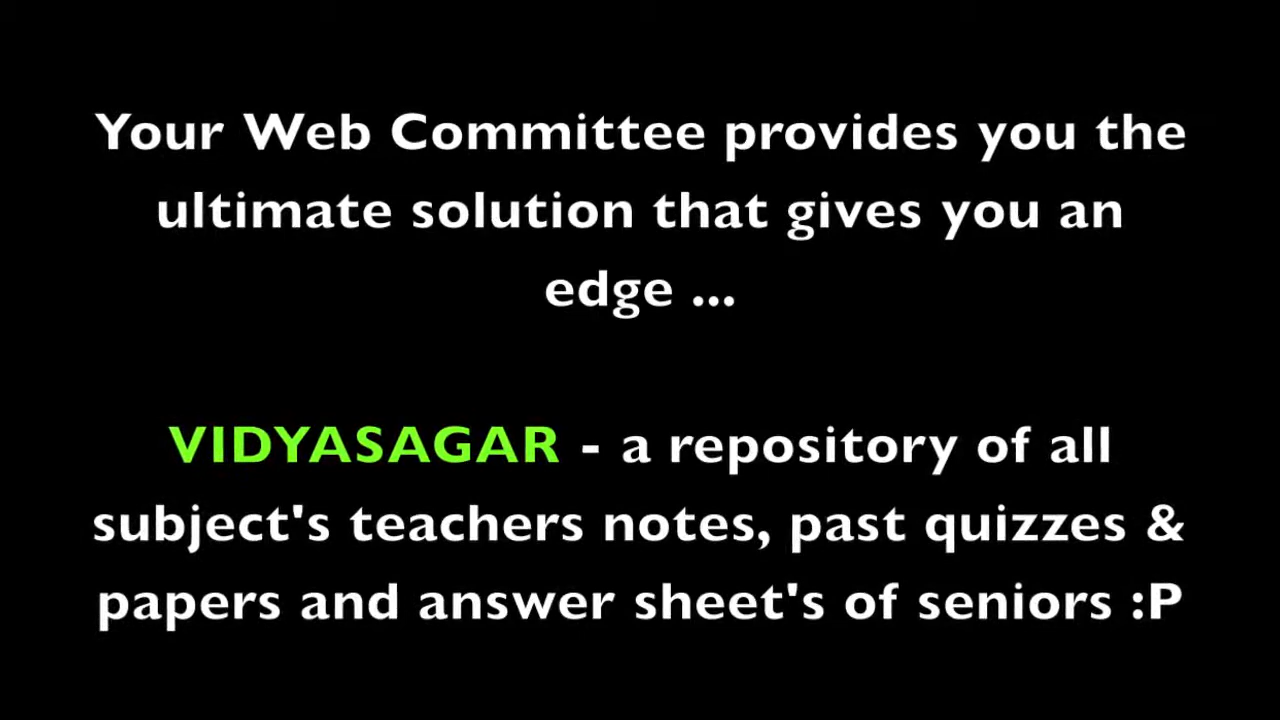 Your Web Committee provides you the
ultimate solution that gives you an
edge ...
VIDYASAGAR - a repository of all
subject's teachers notes, past quizzes &
papers and answer sheet's of seniors :P